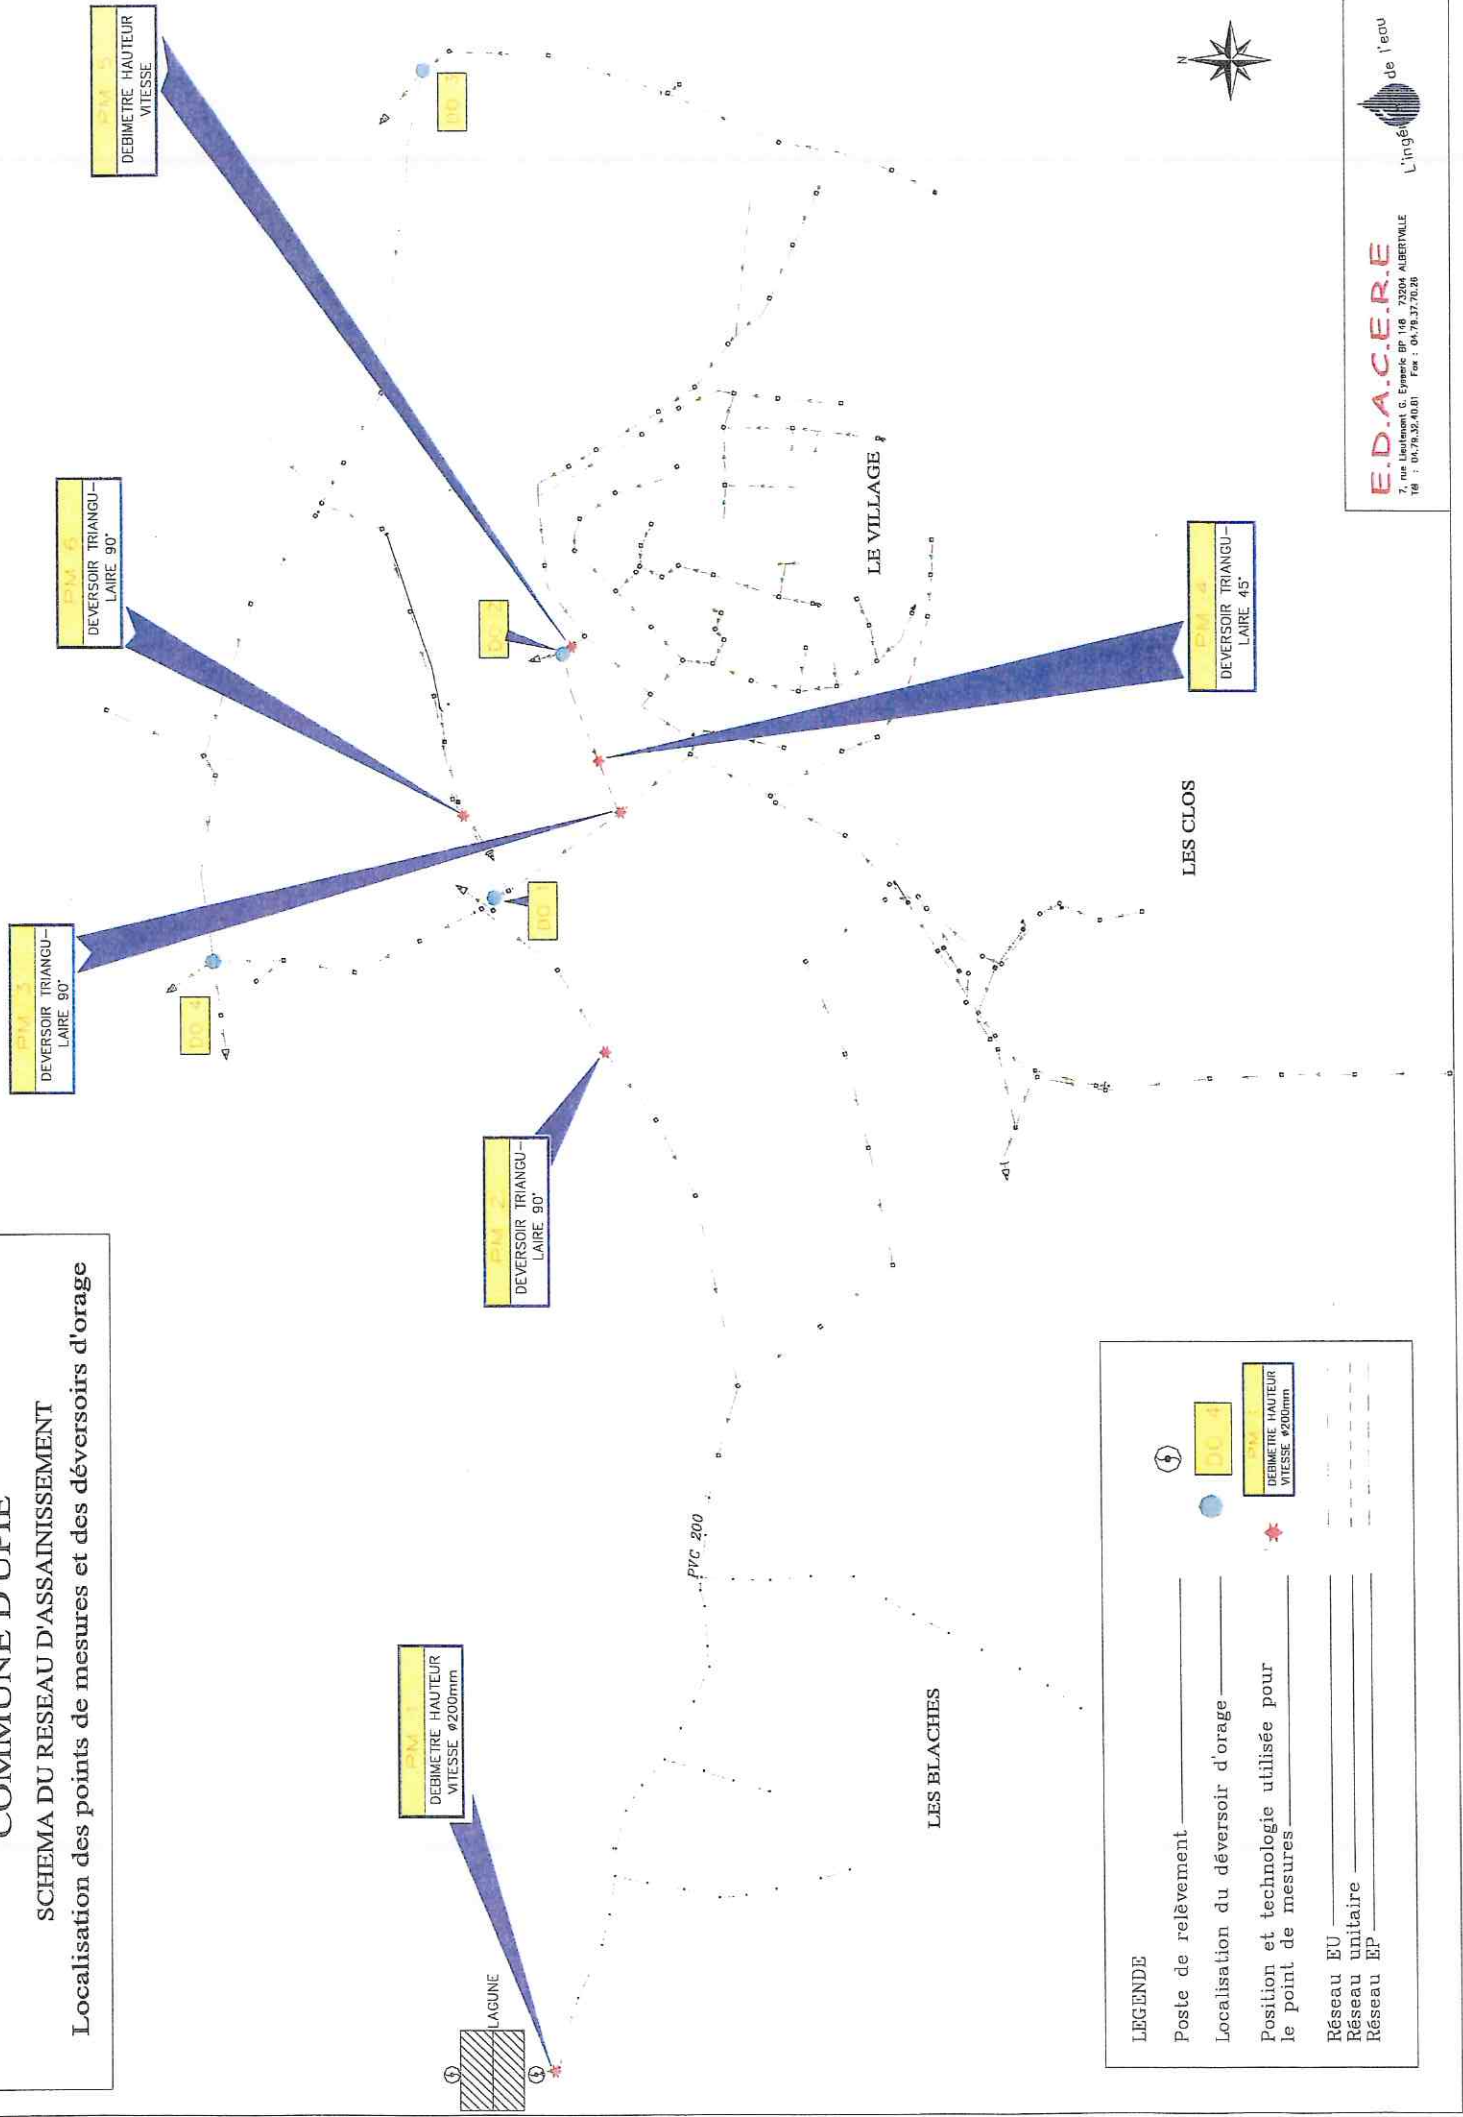 COMMUNE D'UPIE
SCHEMA DU RESEAU D'ASSAINISSEMENT
Localisation des points de mesures et des déversoirs d'orage
PM 3
DEVERSOIR TRIANGU-
LAIRE 90°
PM 6
DEVERSOIR TRIANGU-
LAIRE 90°
PM 5
DEBIMETRE HAUTEUR
VITESSE
DO 4
DO 3
DO 2
DO 1
PM 2
DEVERSOIR TRIANGU-
LAIRE 90°
PM 1
DEBIMETRE HAUTEUR
VITESSE ø200mm
LAGUNE
PVC 200
LE VILLAGE
LES BLACHES
LES CLOS
PM 4
DEVERSOIR TRIANGU-
LAIRE 45°
N
LEGENDE
Poste de relèvement
Localisation du déversoir d'orage
DO 4
Position et technologie utilisée pour
le point de mesures
PM 1
DEBIMETRE HAUTEUR
VITESSE ø200mm
Réseau EU
Réseau unitaire
Réseau EP
E.D.A.C.E.R.E
7, rue Lieutenant G. Eysseric BP 148 73204 ALBERTVILLE
Tél : 04.79.32.40.81 Fax : 04.79.37.70.26
de l'eau